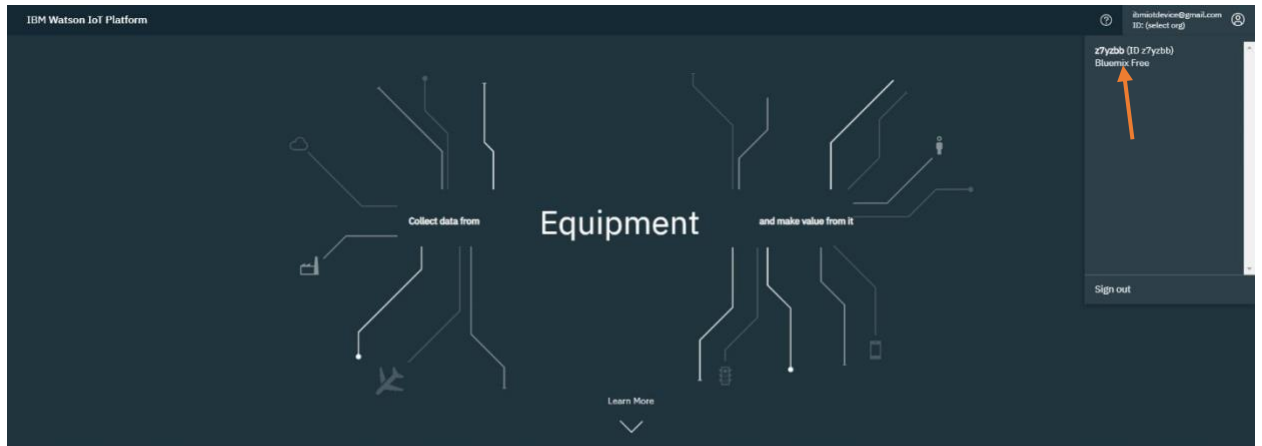 IBM Watson IoT Platform
ibmiotdevice@gmail.com
ID: (select org)
z7yzbb (ID z7yzbb)
Bluemix Free
Collect data from
Equipment
and make value from it
Sign out
Learn More